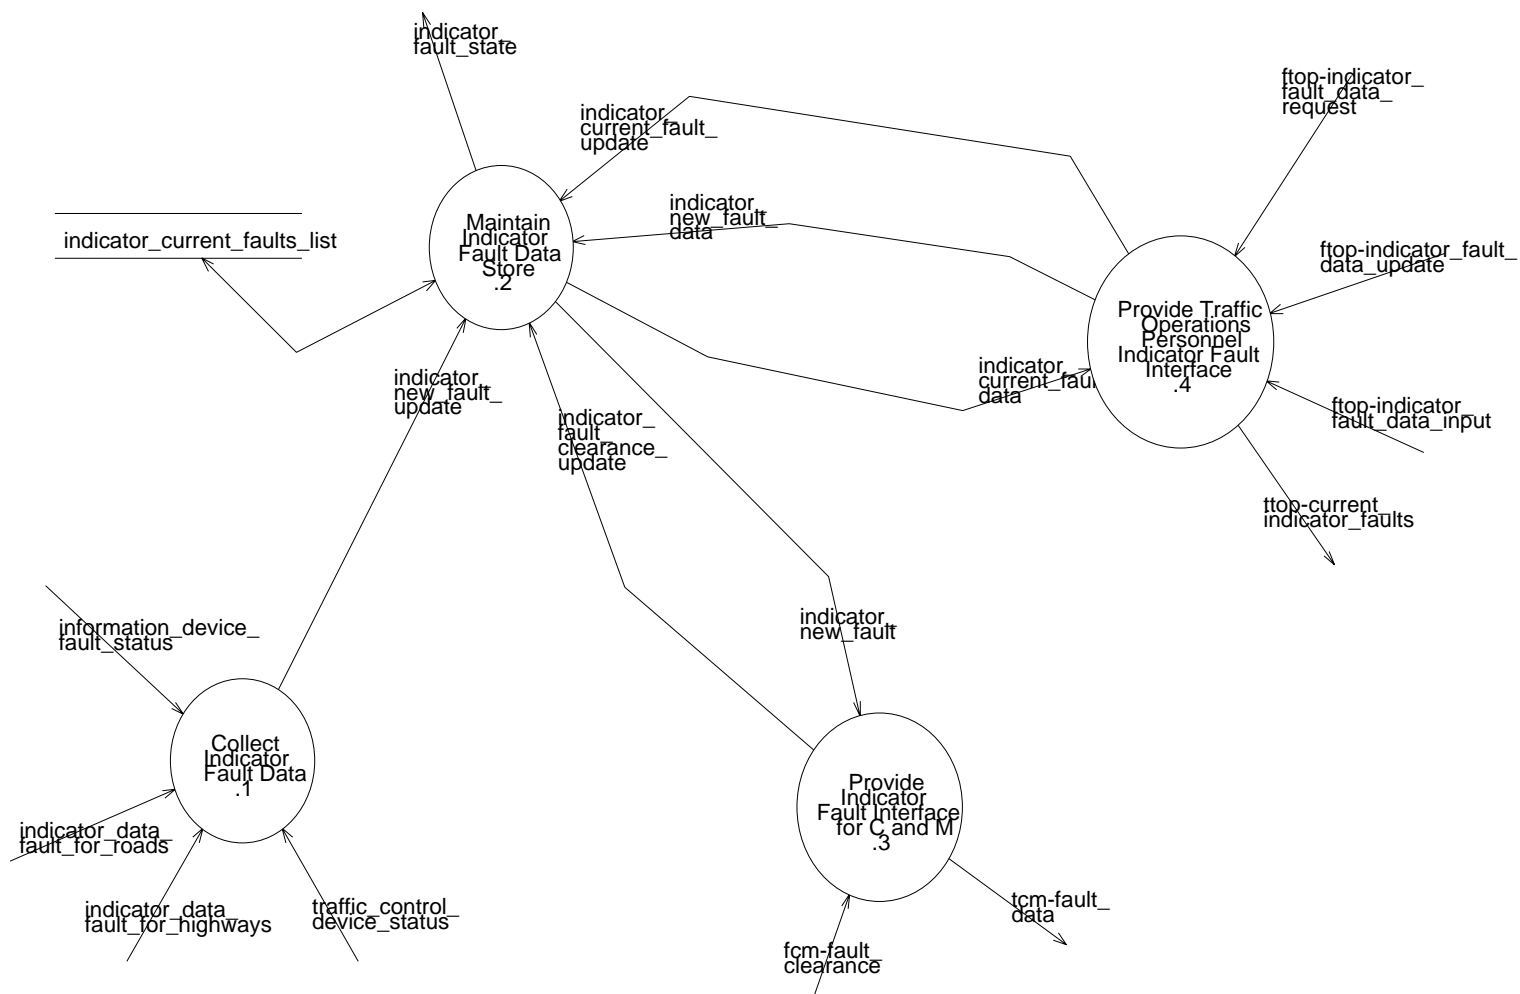 indicator_
fault_state
indicator_
current_fault_
update
ftop-indicator_
fault_data_
request
indicator_
new_fault_
data
indicator_current_faults_list
Maintain
Indicator
Fault Data
Store
.2
ftop-indicator_fault_
data_update
Provide Traffic
Operations
Personnel
Indicator Fault
Interface
.4
indicator_
new_fault_
update
indicator_
current_faul
data
ftop-indicator_
fault_data_input
indicator_
fault_
clearance_
update
ttop-current_
indicator_faults
information_device_
fault_status
indicator_
new_fault
Collect
Indicator
Fault Data
.1
Provide
Indicator
Fault Interface
for C and M
.3
indicator_data_
fault_for_roads
indicator_data_
fault_for_highways
traffic_control_
device_status
tcm-fault_
data
fcm-fault_
clearance